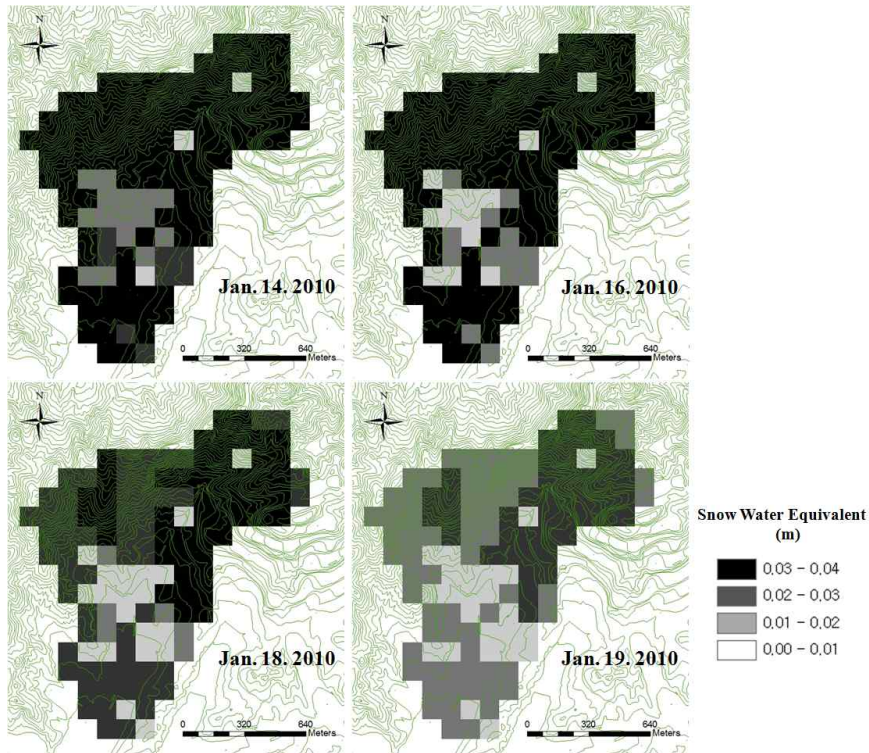 N
N
Jan. 14. 2010
Jan. 16. 2010
0 320 640
Meters
0 320 640
Meters
N
N
Jan. 18. 2010
Jan. 19. 2010
0 320 640
Meters
0 320 640
Meters
Snow Water Equivalent
(m)
0.03 - 0.04
0.02 - 0.03
0.01 - 0.02
0.00 - 0.01